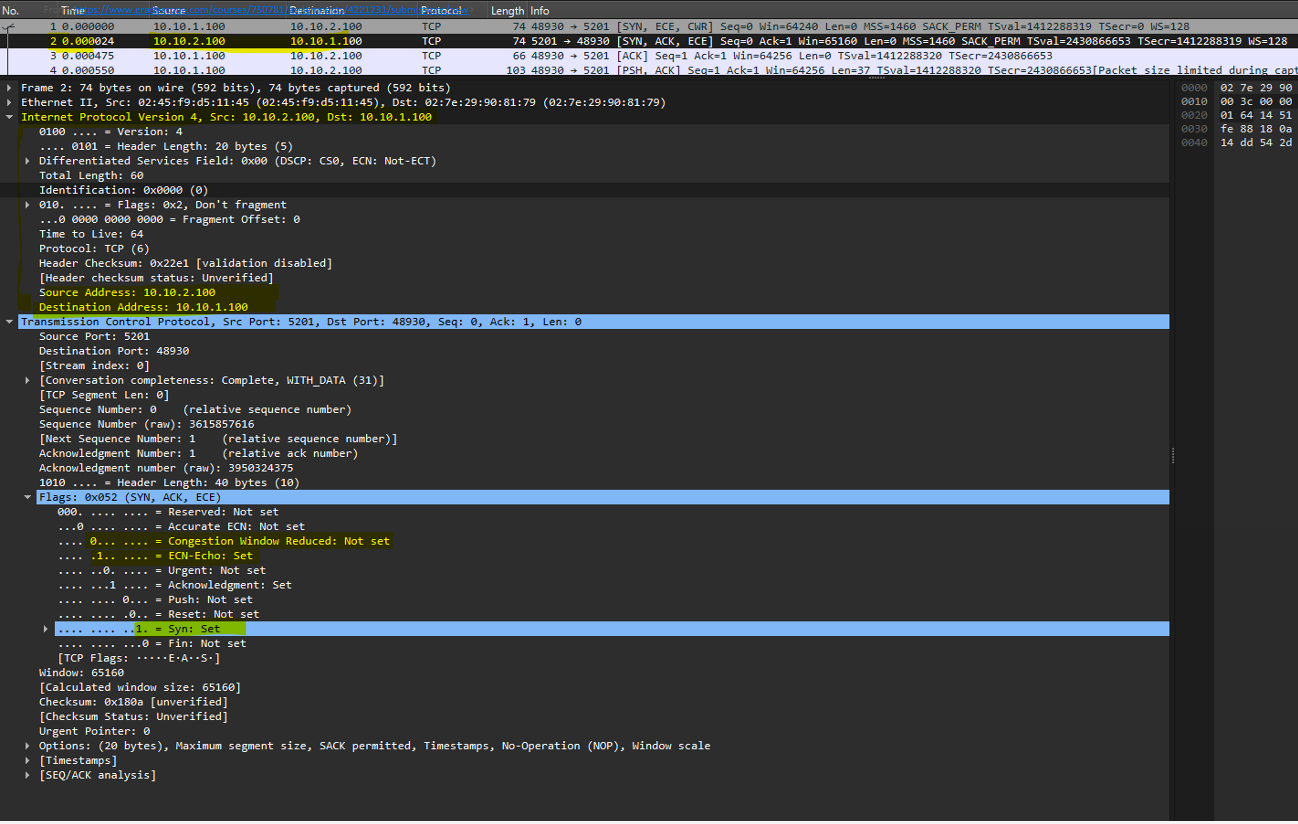 No. Time Source Destination Protocol Length Info
1 0.000000 10.10.1.100 10.10.2.100 TCP 74 48930 → 5201 [SYN, ECE, CWR] Seq=0 Win=64240 Len=0 MSS=1460 SACK_PERM TSval=1412288319 TSecr=0 WS=128
2 0.000024 10.10.2.100 10.10.1.100 TCP 74 5201 → 48930 [SYN, ACK, ECE] Seq=0 Ack=1 Win=65160 Len=0 MSS=1460 SACK_PERM TSval=2430866653 TSecr=1412288319 WS=128
3 0.000475 10.10.1.100 10.10.2.100 TCP 66 48930 → 5201 [ACK] Seq=1 Ack=1 Win=64256 Len=0 TSval=1412288320 TSecr=2430866653
4 0.000550 10.10.1.100 10.10.2.100 TCP 103 48930 → 5201 [PSH, ACK] Seq=1 Ack=1 Win=64256 Len=37 TSval=1412288320 TSecr=2430866653[Packet size limited during capt
Frame 2: 74 bytes on wire (592 bits), 74 bytes captured (592 bits)
Ethernet II, Src: 02:45:f9:d5:11:45 (02:45:f9:d5:11:45), Dst: 02:7e:29:90:81:79 (02:7e:29:90:81:79)
Internet Protocol Version 4, Src: 10.10.2.100, Dst: 10.10.1.100
0100 .... = Version: 4
.... 0101 = Header Length: 20 bytes (5)
Differentiated Services Field: 0x00 (DSCP: CS0, ECN: Not-ECT)
Total Length: 60
Identification: 0x0000 (0)
010. .... = Flags: 0x2, Don't fragment
...0 0000 0000 0000 = Fragment Offset: 0
Time to Live: 64
Protocol: TCP (6)
Header Checksum: 0x22e1 [validation disabled]
[Header checksum status: Unverified]
Source Address: 10.10.2.100
Destination Address: 10.10.1.100
Transmission Control Protocol, Src Port: 5201, Dst Port: 48930, Seq: 0, Ack: 1, Len: 0
Source Port: 5201
Destination Port: 48930
[Stream index: 0]
[Conversation completeness: Complete, WITH_DATA (31)]
[TCP Segment Len: 0]
Sequence Number: 0 (relative sequence number)
Sequence Number (raw): 3615857616
[Next Sequence Number: 1 (relative sequence number)]
Acknowledgment Number: 1 (relative ack number)
Acknowledgment number (raw): 3950324375
1010 .... = Header Length: 40 bytes (10)
Flags: 0x052 (SYN, ACK, ECE)
000. .... .... = Reserved: Not set
...0 .... .... = Accurate ECN: Not set
.... 0... .... = Congestion Window Reduced: Not set
.... .1.. .... = ECN-Echo: Set
.... ..0. .... = Urgent: Not set
.... ...1 .... = Acknowledgment: Set
.... .... 0... = Push: Not set
.... .... .0.. = Reset: Not set
.... .... ..1. = Syn: Set
.... .... ...0 = Fin: Not set
[TCP Flags: ·····E·A··S·]
Window: 65160
[Calculated window size: 65160]
Checksum: 0x180a [unverified]
[Checksum Status: Unverified]
Urgent Pointer: 0
Options: (20 bytes), Maximum segment size, SACK permitted, Timestamps, No-Operation (NOP), Window scale
[Timestamps]
[SEQ/ACK analysis]
0000 02 7e 29 90
0010 00 3c 00 00
0020 01 64 14 51
0030 fe 88 18 0a
0040 14 dd 54 2d